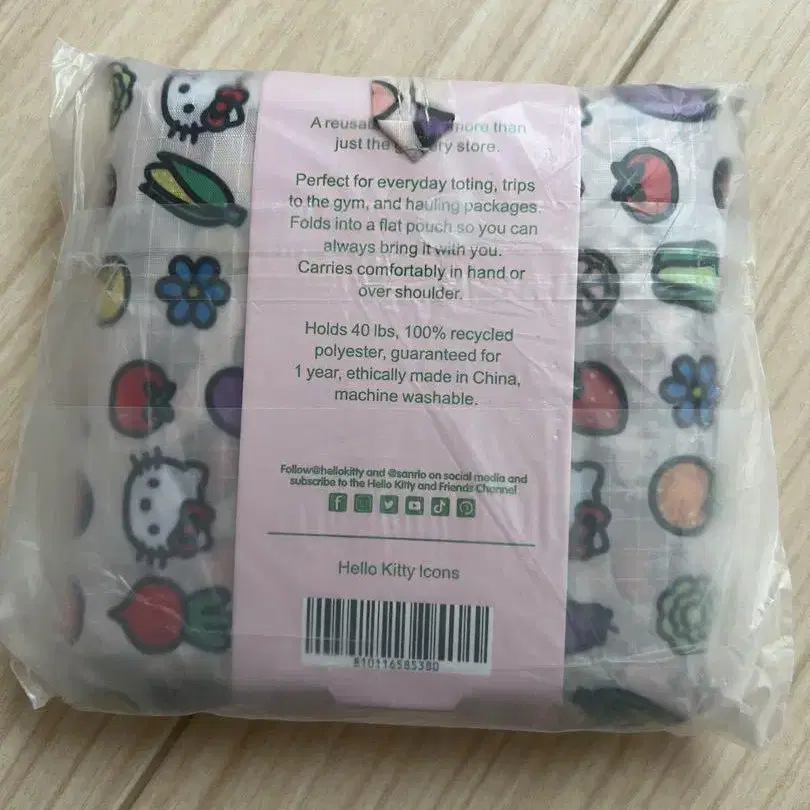 A reusa more than
just the ry store.
Perfect for everyday toting, trips
to the gym, and hauling packages.
Folds into a flat pouch so you can
always bring it with you.
Carries comfortably in hand or
over shoulder.
Holds 40 lbs, 100% recycled
polyester, guaranteed for
1 year, ethically made in China,
machine washable.
Follow@hellokitty and @sanrio on social media and
subscribe to the Hello Kitty and Friends Channel
Hello Kitty Icons
810116585380